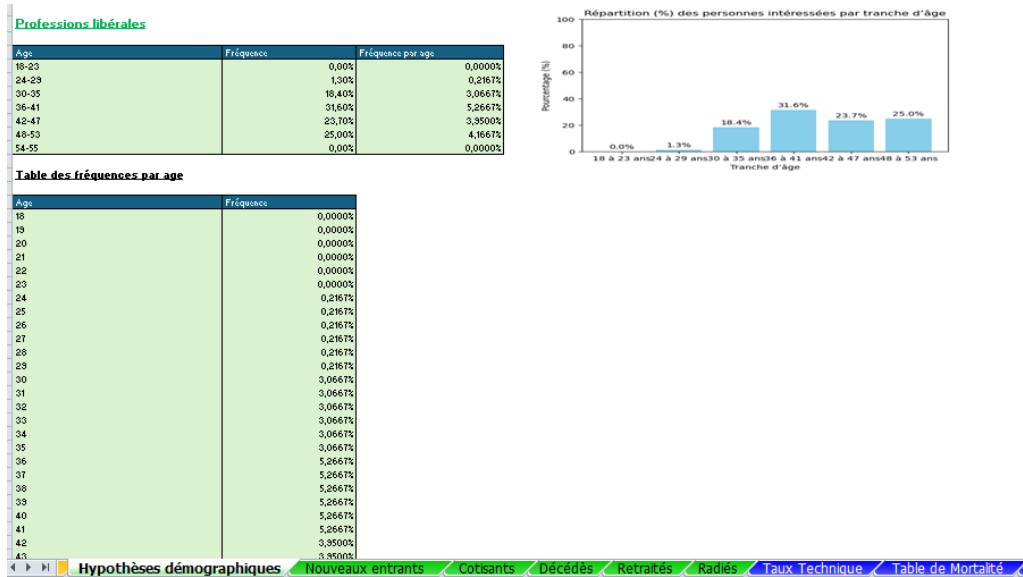 Professions libérales
Age Fréquence Fréquence par age
18-23 0,00% 0,0000%
24-29 1,30% 0,2167%
30-35 18,40% 3,0667%
36-41 31,60% 5,2667%
42-47 23,70% 3,9500%
48-53 25,00% 4,1667%
54-55 0,00% 0,0000%
Répartition (%) des personnes intéressées par tranche d'âge
Pourcentage (%)
100
80
60
40
20
0
0.0% 1.3% 18.4% 31.6% 23.7% 25.0%
18 à 23 ans 24 à 29 ans 30 à 35 ans 36 à 41 ans 42 à 47 ans 48 à 53 ans
Tranche d'âge
Table des fréquences par age
Age Fréquence
18 0,0000%
19 0,0000%
20 0,0000%
21 0,0000%
22 0,0000%
23 0,0000%
24 0,2167%
25 0,2167%
26 0,2167%
27 0,2167%
28 0,2167%
29 0,2167%
30 3,0667%
31 3,0667%
32 3,0667%
33 3,0667%
34 3,0667%
35 3,0667%
36 5,2667%
37 5,2667%
38 5,2667%
39 5,2667%
40 5,2667%
41 5,2667%
42 3,9500%
43 3,9500%
Hypothèses démographiques Nouveaux entrants Cotisants Décédès Retraités Radiés Taux Technique Table de Mortalité